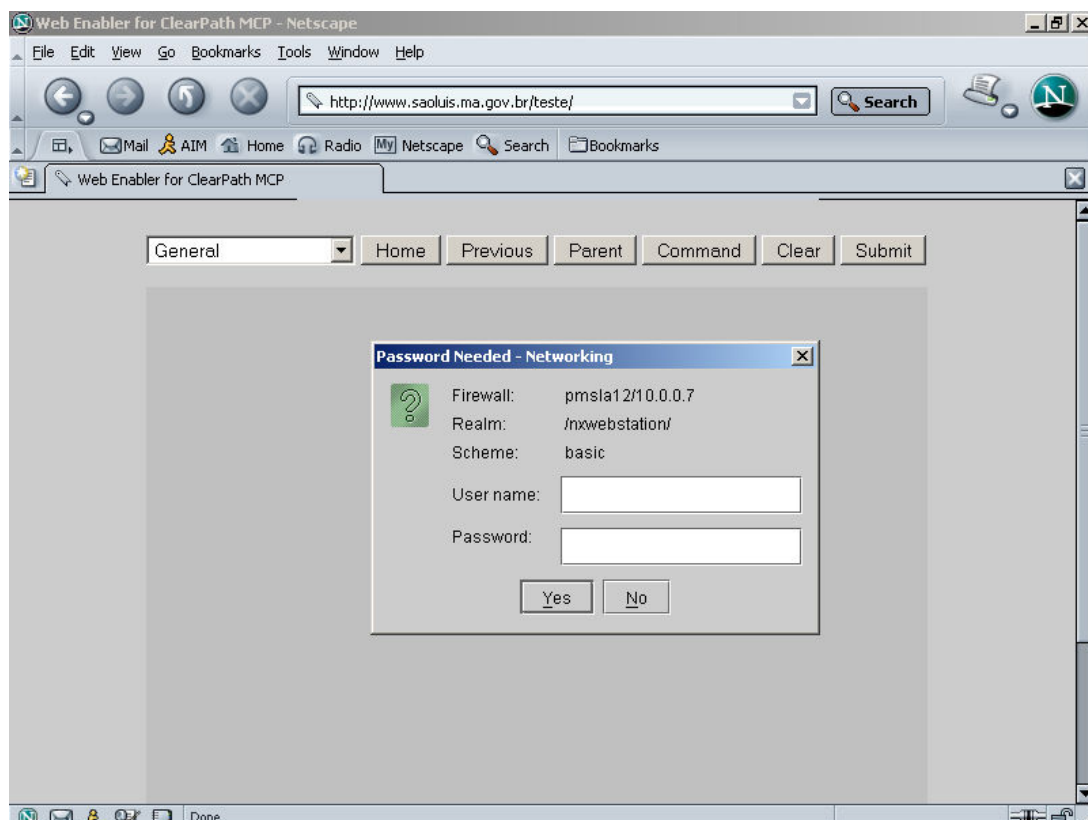 Web Enabler for ClearPath MCP - Netscape
File Edit View Go Bookmarks Tools Window Help
http://www.saoluis.ma.gov.br/teste/ Search N
Mail AIM Home Radio My Netscape Search Bookmarks
Web Enabler for ClearPath MCP
General Home Previous Parent Command Clear Submit
Password Needed - Networking
Firewall: pmsla12/10.0.0.7
Realm: /nxwebstation/
Scheme: basic
User name:
Password:
Yes No
Done